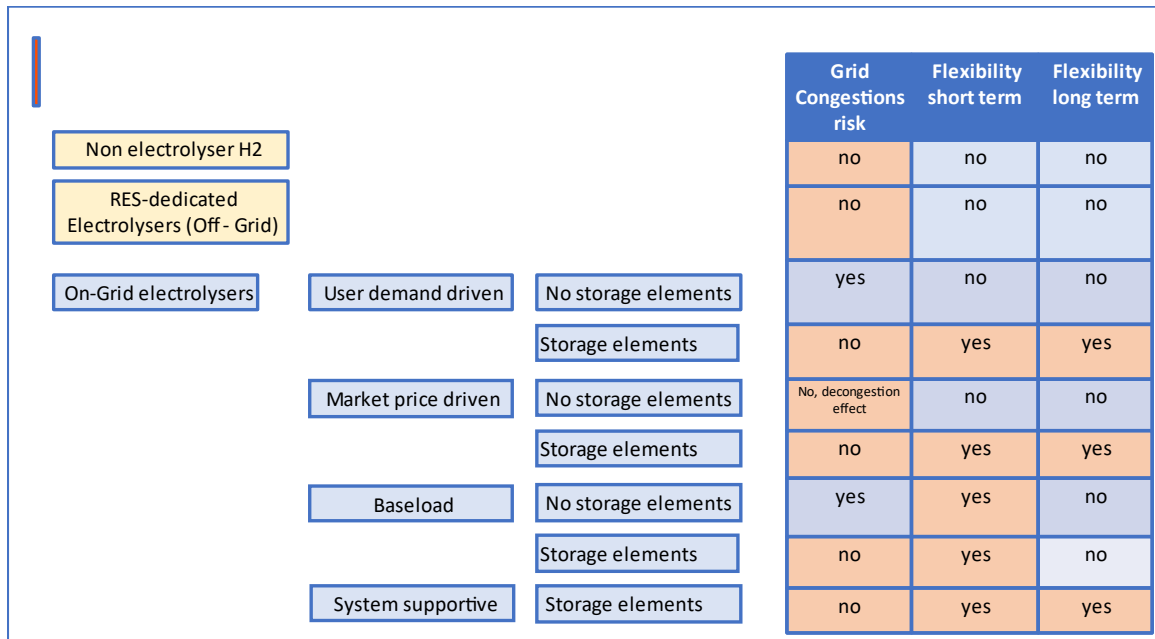 Grid Congestions risk Flexibility short term Flexibility long term
Non electrolyser H2 no no no
RES-dedicated Electrolysers (Off - Grid) no no no
On-Grid electrolysers User demand driven No storage elements yes no no
Storage elements no yes yes
Market price driven No storage elements No, decongestion effect no no
Storage elements no yes yes
Baseload No storage elements yes yes no
Storage elements no yes no
System supportive Storage elements no yes yes